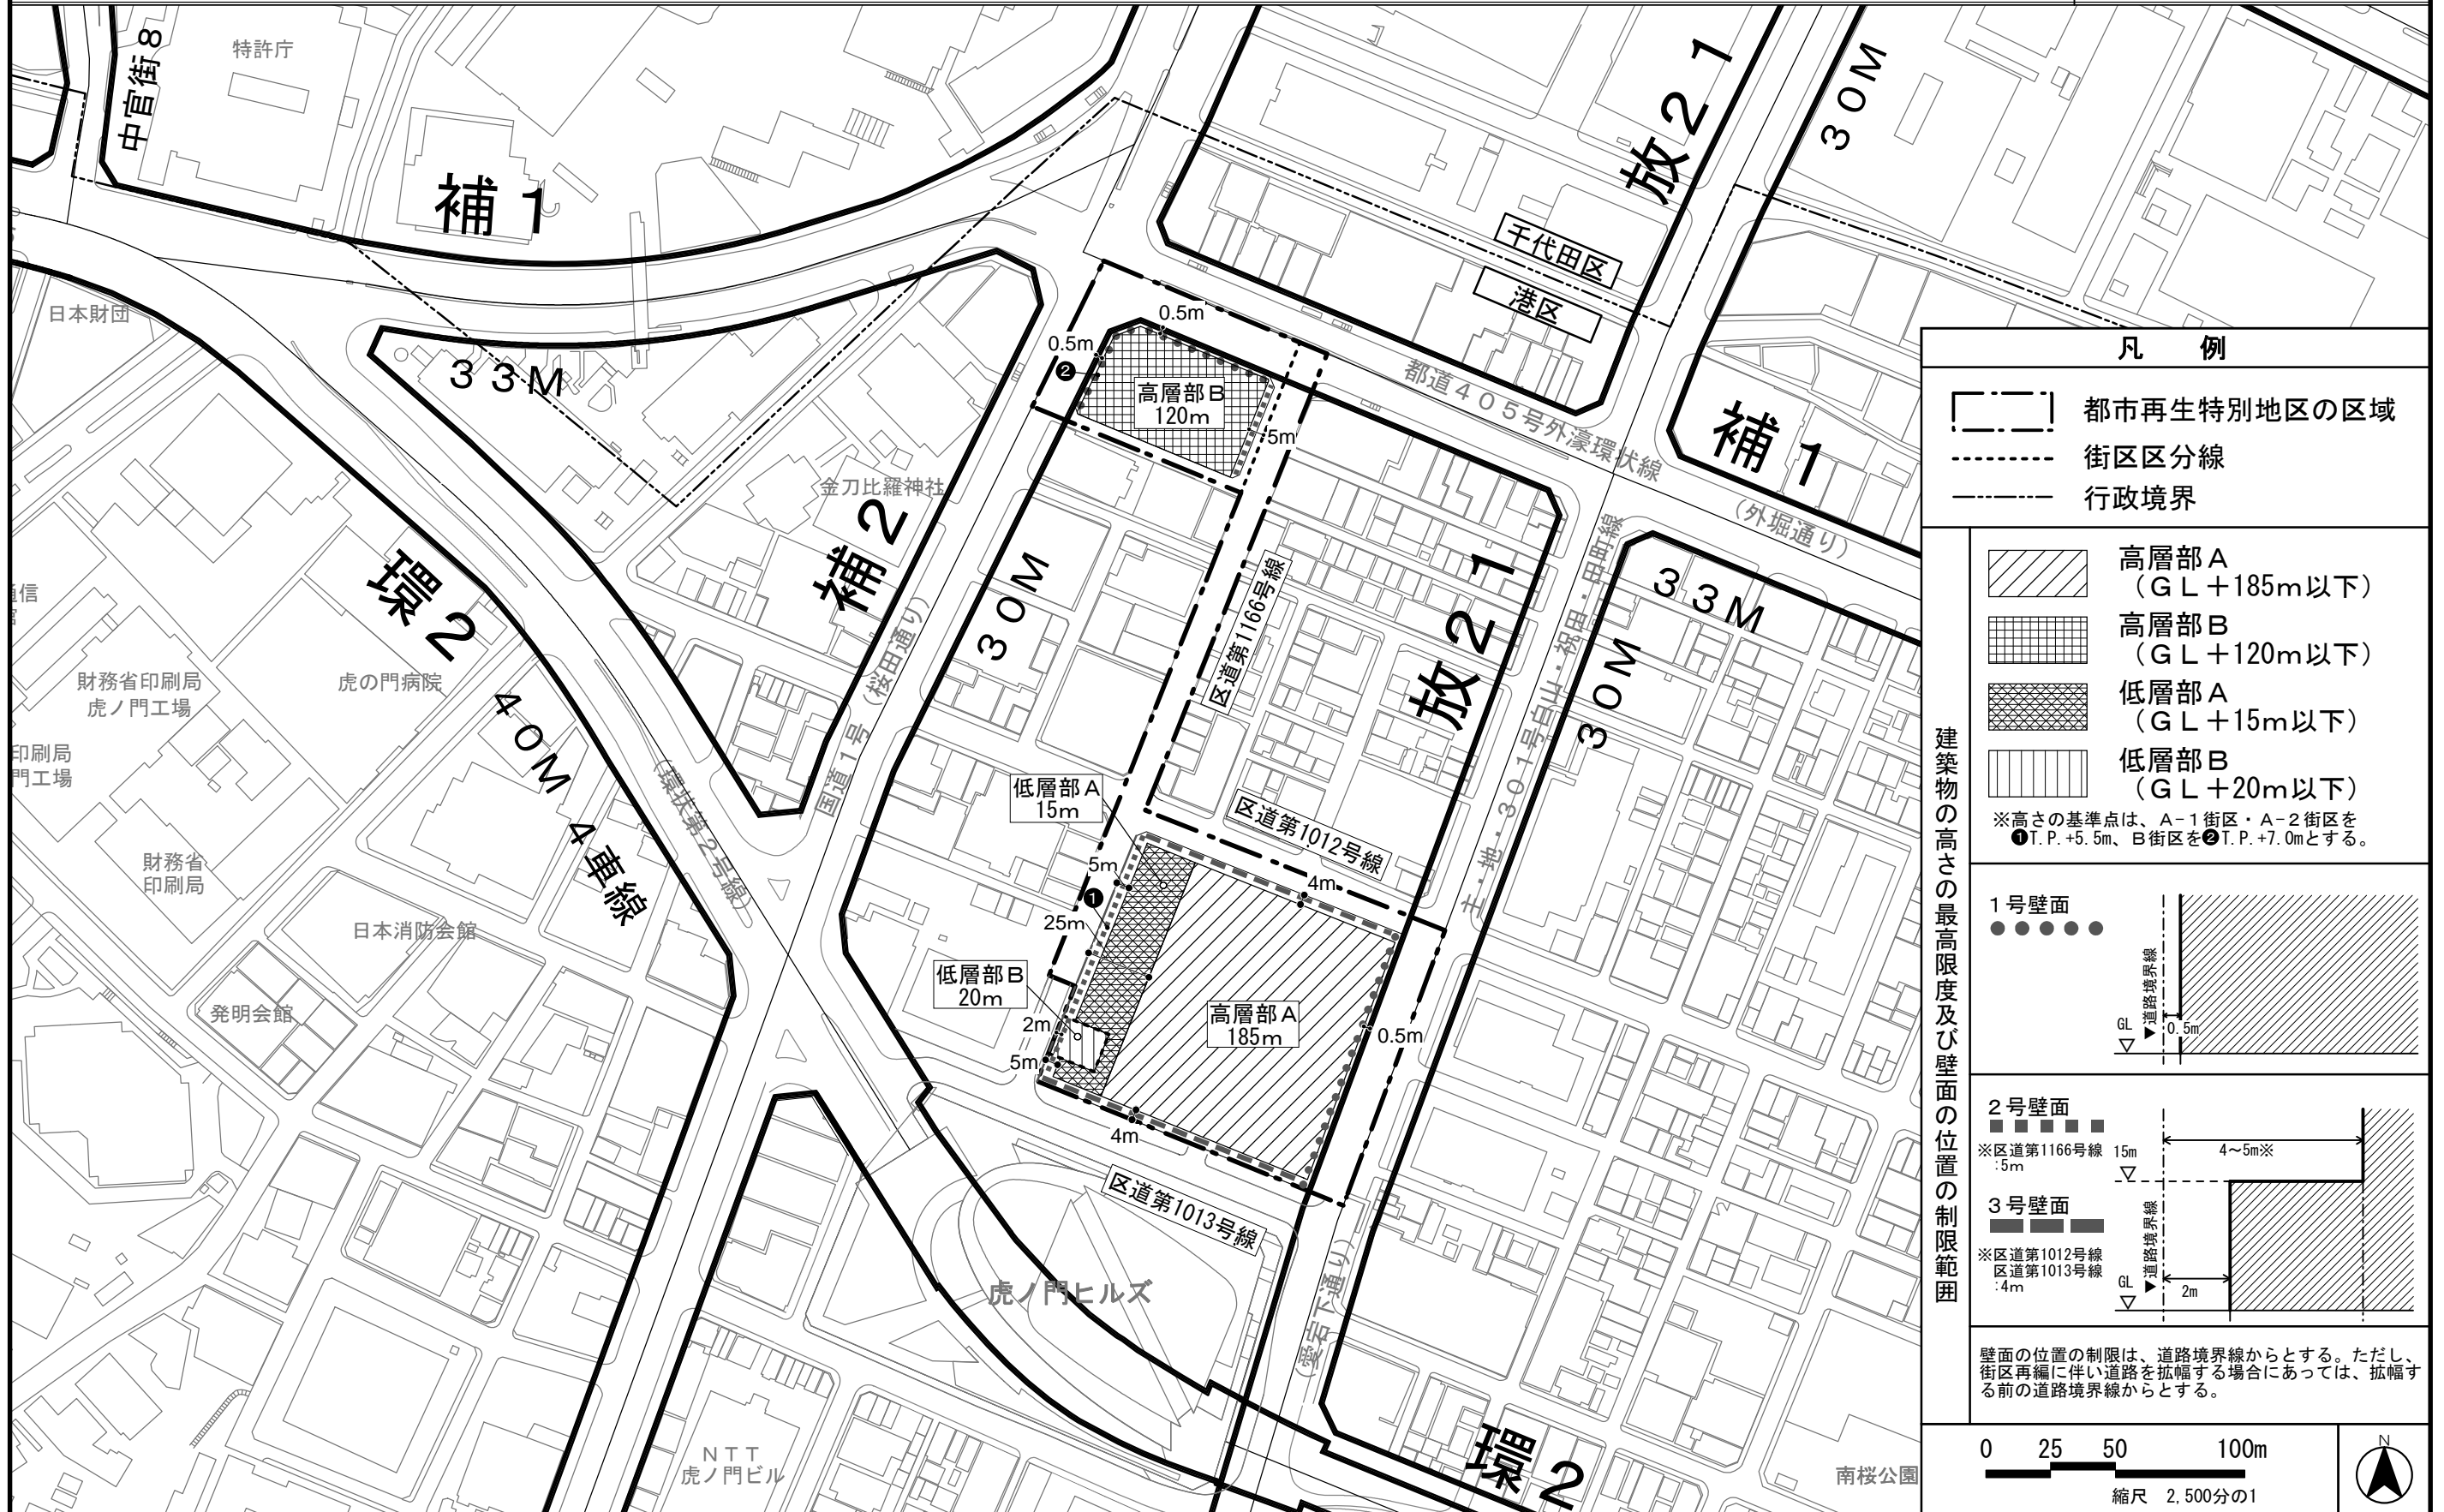 中官街８
特許庁
補１
放２１
３０Ｍ
千代田区
港区
日本財団
３３Ｍ
0.5m
0.5m
❷
高層部Ｂ
120m
5m
都道４０５号外濠環状線
（外堀通り）
補１
金刀比羅神社
補２
環２
３０Ｍ
区道第1166号線
放２１
３３Ｍ
３０Ｍ
主・地・３０１号白山・祝田・田町線
財務省印刷局
虎ノ門工場
虎の門病院
４０Ｍ
４車線
（環状第２号線）
国道１号（桜田通り）
印刷局
門工場
財務省
印刷局
日本消防会館
発明会館
低層部Ａ
15m
区道第1012号線
5m
❶
4m
25m
低層部Ｂ
20m
2m
5m
高層部Ａ
185m
0.5m
4m
区道第1013号線
虎ノ門ヒルズ
（愛宕下通り）
ＮＴＴ
虎ノ門ビル
環２
南桜公園
凡　例
都市再生特別地区の区域
街区区分線
行政境界
建築物の高さの最高限度及び壁面の位置の制限範囲
高層部Ａ
（ＧＬ＋185m以下）
高層部Ｂ
（ＧＬ＋120m以下）
低層部Ａ
（ＧＬ＋15m以下）
低層部Ｂ
（ＧＬ＋20m以下）
※高さの基準点は、Ａ-１街区・Ａ-２街区を
❶T.P.+5.5m、Ｂ街区を❷T.P.+7.0mとする。
１号壁面
▼道路境界線
GL
0.5m
２号壁面
※区道第1166号線
:5m
15m
4～5m※
３号壁面
※区道第1012号線
区道第1013号線
:4m
▼道路境界線
GL
2m
壁面の位置の制限は、道路境界線からとする。ただし、
街区再編に伴い道路を拡幅する場合にあっては、拡幅す
る前の道路境界線からとする。
0 25 50 100m
縮尺　2,500分の1
N